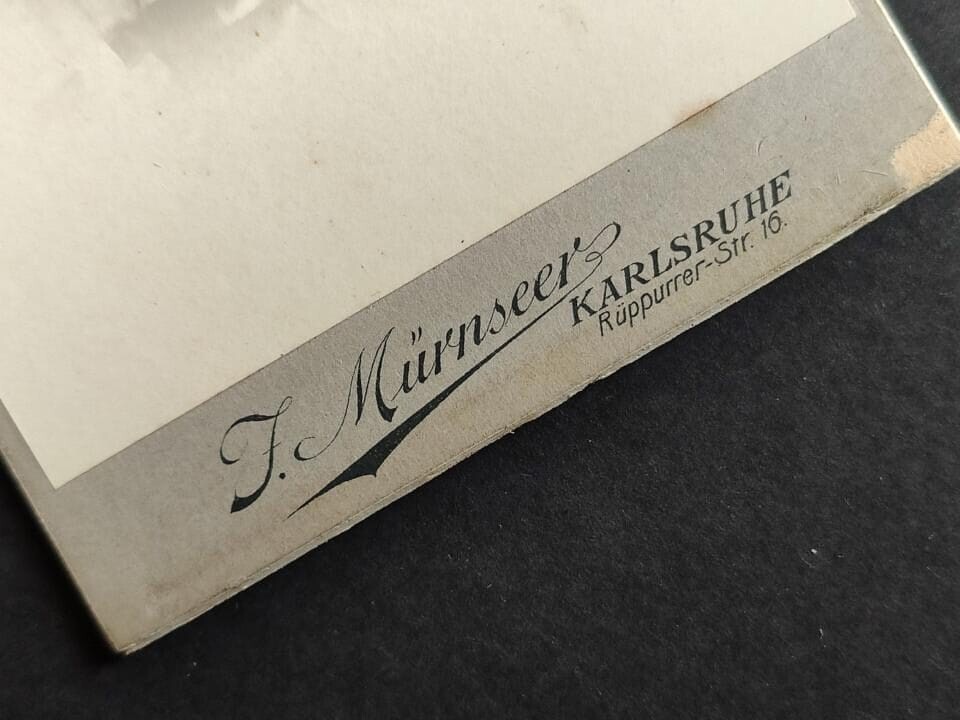 J. Mürnseer
KARLSRUHE
Rüppurrer-Str. 16.